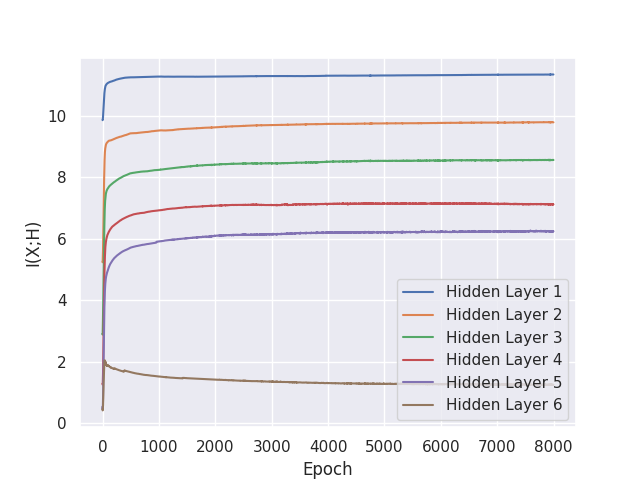 I(X;H)
10
8
6
4
2
0
Hidden Layer 1
Hidden Layer 2
Hidden Layer 3
Hidden Layer 4
Hidden Layer 5
Hidden Layer 6
0 1000 2000 3000 4000 5000 6000 7000 8000
Epoch